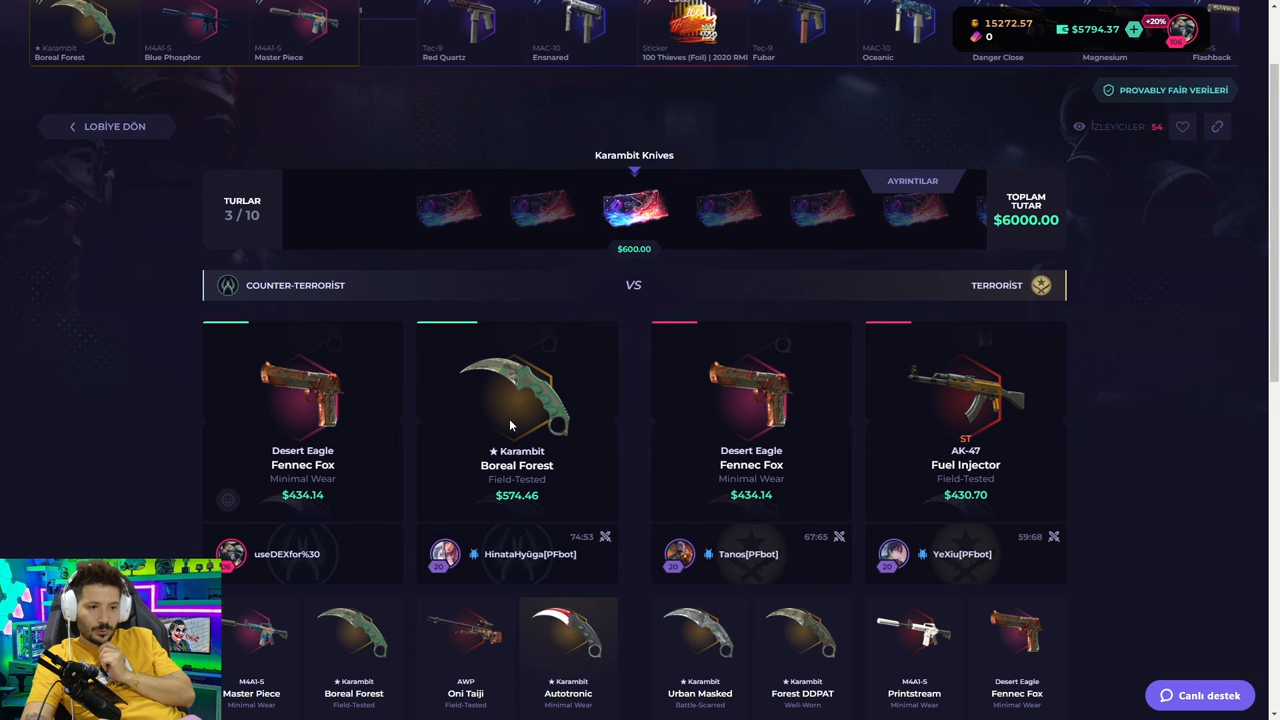 ★ Karambit
Boreal Forest
M4A1-S
Blue Phosphor
M4A1-S
Master Piece
Tec-9
Red Quartz
MAC-10
Ensnared
Sticker
100 Thieves (Foil) | 2020 RMI
Tec-9
Fubar
MAC-10
Oceanic
Danger Close
Magnesium
Flashback
15272.57
0
$5794.37
+20%
106
PROVABLY FAIR VERİLERİ
LOBİYE DÖN
İZLEYİCİLER: 54
Karambit Knives
AYRINTILAR
TURLAR
3 / 10
TOPLAM
TUTAR
$6000.00
$600.00
COUNTER-TERRORİST
VS
TERRORİST
Desert Eagle
Fennec Fox
Minimal Wear
$434.14
★ Karambit
Boreal Forest
Field-Tested
$574.46
Desert Eagle
Fennec Fox
Minimal Wear
$434.14
ST
AK-47
Fuel Injector
Field-Tested
$430.70
useDEXfor%30
74:53
HinataHyūga[PFbot]
20
67:65
Tanos[PFbot]
20
59:68
YeXiu[PFbot]
20
M4A1-S
Master Piece
Minimal Wear
★ Karambit
Boreal Forest
Field-Tested
AWP
Oni Taiji
Field-Tested
★ Karambit
Autotronic
Minimal Wear
★ Karambit
Urban Masked
Battle-Scarred
★ Karambit
Forest DDPAT
Well-Worn
M4A1-S
Printstream
Minimal Wear
Desert Eagle
Fennec Fox
Minimal Wear
Canlı destek